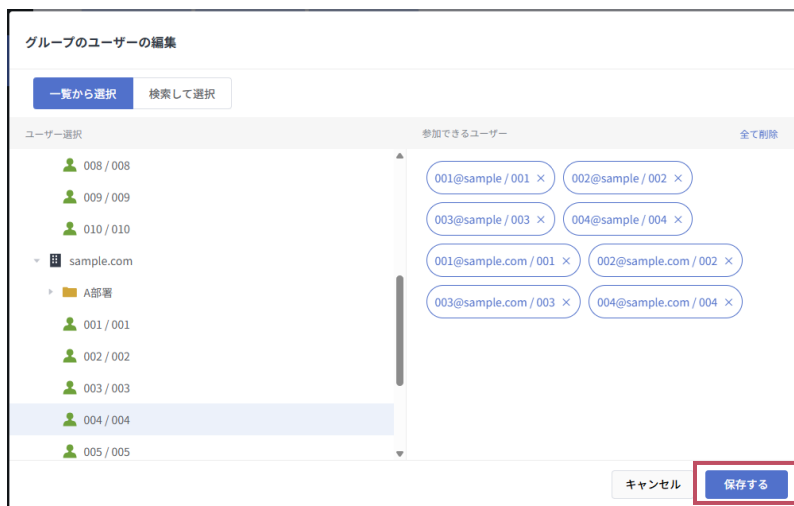 グループのユーザーの編集
一覧から選択 検索して選択
ユーザー選択 参加できるユーザー 全て削除
008 / 008
009 / 009
010 / 010
sample.com
A部署
001 / 001
002 / 002
003 / 003
004 / 004
005 / 005
001@sample / 001 × 002@sample / 002 ×
003@sample / 003 × 004@sample / 004 ×
001@sample.com / 001 × 002@sample.com / 002 ×
003@sample.com / 003 × 004@sample.com / 004 ×
キャンセル 保存する